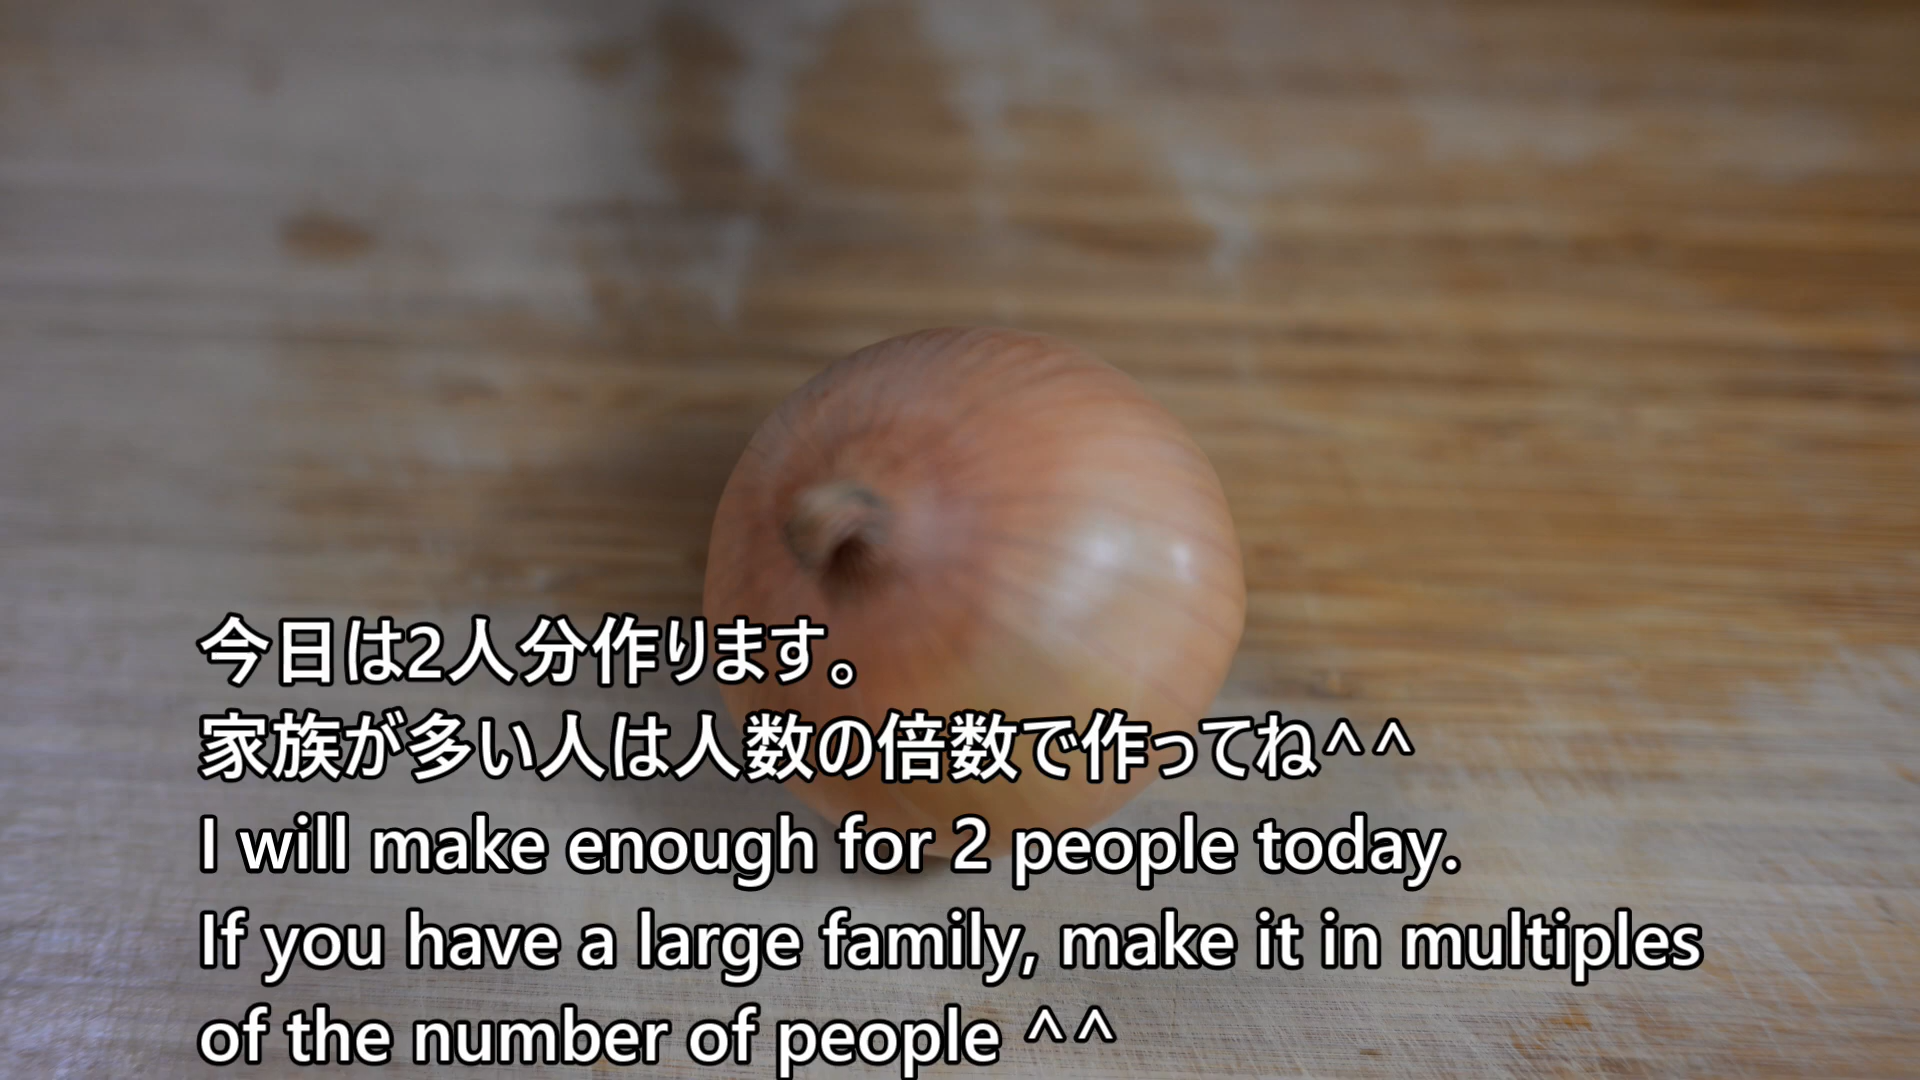 今日は2人分作ります。
家族が多い人は人数の倍数で作ってね^^
I will make enough for 2 people today.
If you have a large family, make it in multiples
of the number of people ^^